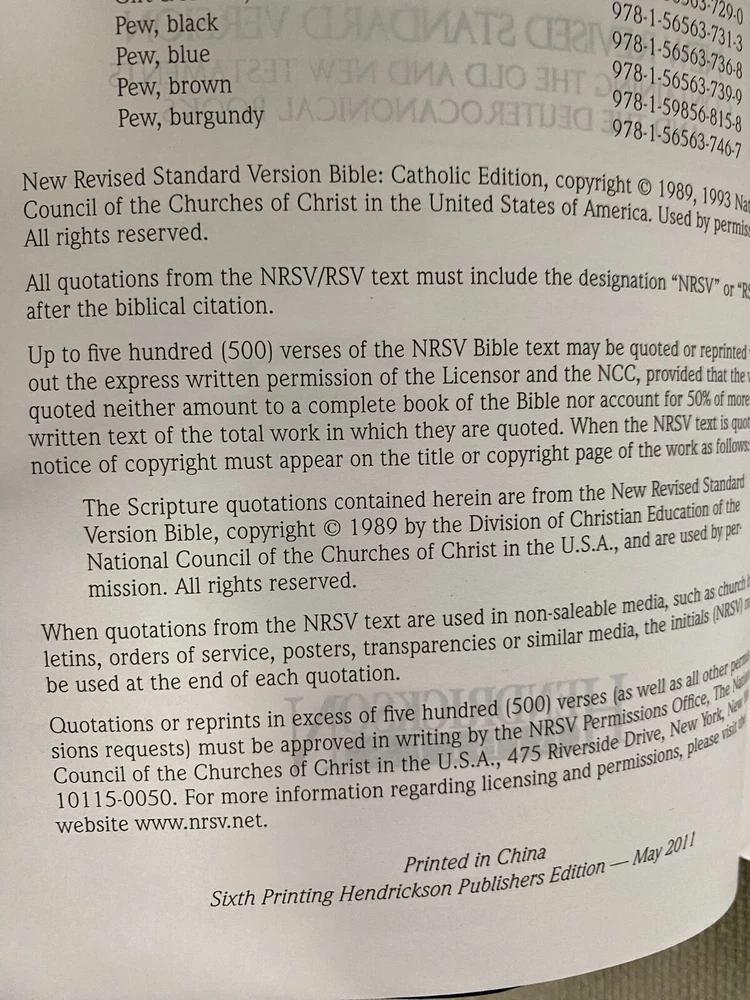 978-1-56563-731-3
Pew, black 978-1-56563-736-8
Pew, blue 978-1-56563-739-9
Pew, brown 978-1-59856-815-8
Pew, burgundy 978-1-56563-746-7
New Revised Standard Version Bible: Catholic Edition, copyright © 1989, 1993 Nat
Council of the Churches of Christ in the United States of America. Used by permis
All rights reserved.
All quotations from the NRSV/RSV text must include the designation “NRSV” or “RS
after the biblical citation.
Up to five hundred (500) verses of the NRSV Bible text may be quoted or reprinted
out the express written permission of the Licensor and the NCC, provided that the
quoted neither amount to a complete book of the Bible nor account for 50% of more
written text of the total work in which they are quoted. When the NRSV text is quot
notice of copyright must appear on the title or copyright page of the work as follows:
The Scripture quotations contained herein are from the New Revised Standard
Version Bible, copyright © 1989 by the Division of Christian Education of the
National Council of the Churches of Christ in the U.S.A., and are used by per-
mission. All rights reserved.
When quotations from the NRSV text are used in non-saleable media, such as church
letins, orders of service, posters, transparencies or similar media, the initials (NRSV)
be used at the end of each quotation.
Quotations or reprints in excess of five hundred (500) verses (as well as all other permi
sions requests) must be approved in writing by the NRSV Permissions Office, The Natio
Council of the Churches of Christ in the U.S.A., 475 Riverside Drive, New York, New
10115-0050. For more information regarding licensing and permissions, please visit
website www.nrsv.net.
Printed in China
Sixth Printing Hendrickson Publishers Edition — May 2011